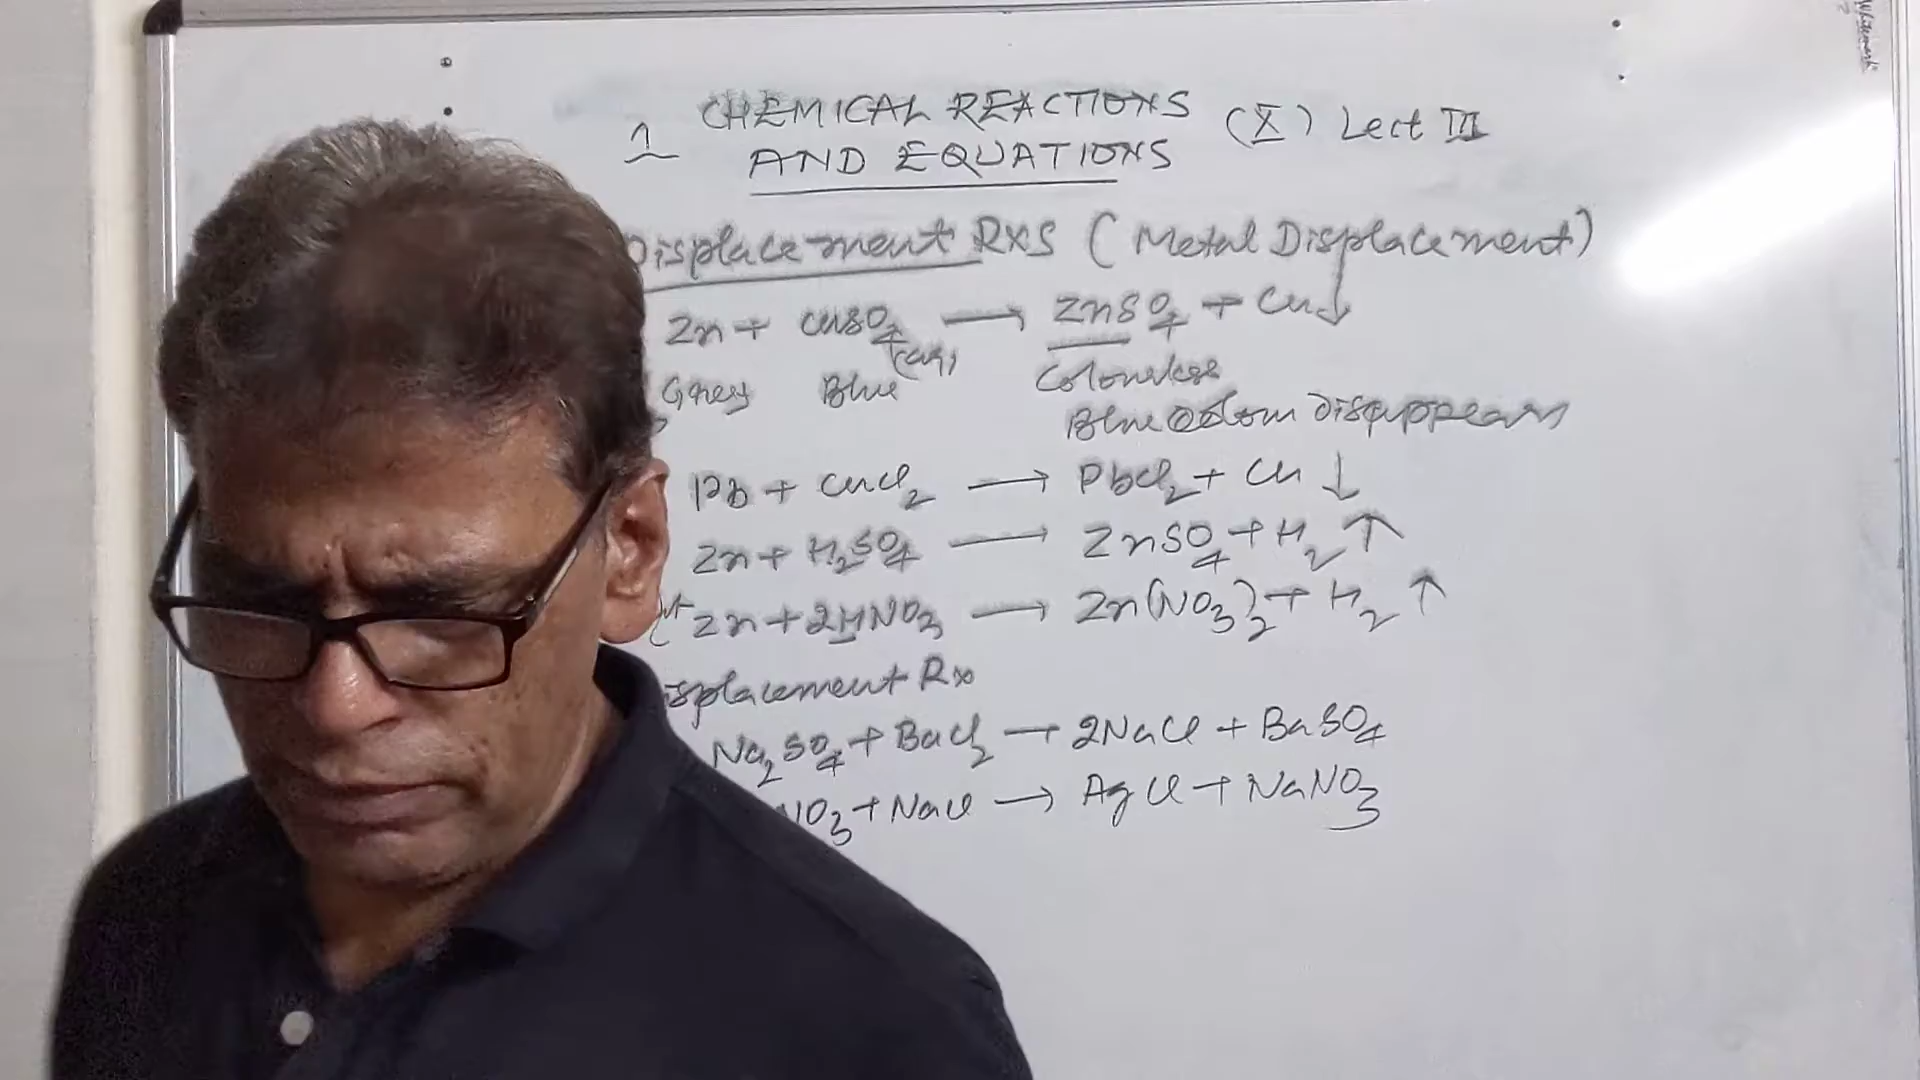 1 CHEMICAL REACTIONS (X) Lect III
AND EQUATIONS
Displacement Rxs (Metal Displacement)
Zn + CuSO4 (aq) → ZnSO4 + Cu↓
Grey Blue Colourless
Blue colour disappears
Pb + CuCl2 → PbCl2 + Cu ↓
Zn + H2SO4 → ZnSO4 + H2 ↑
Zn + 2HNO3 → Zn(NO3)2 + H2 ↑
isplacement Rx
Na2SO4 + BaCl2 → 2NaCl + BaSO4
NO3 + NaCl → AgCl + NaNO3